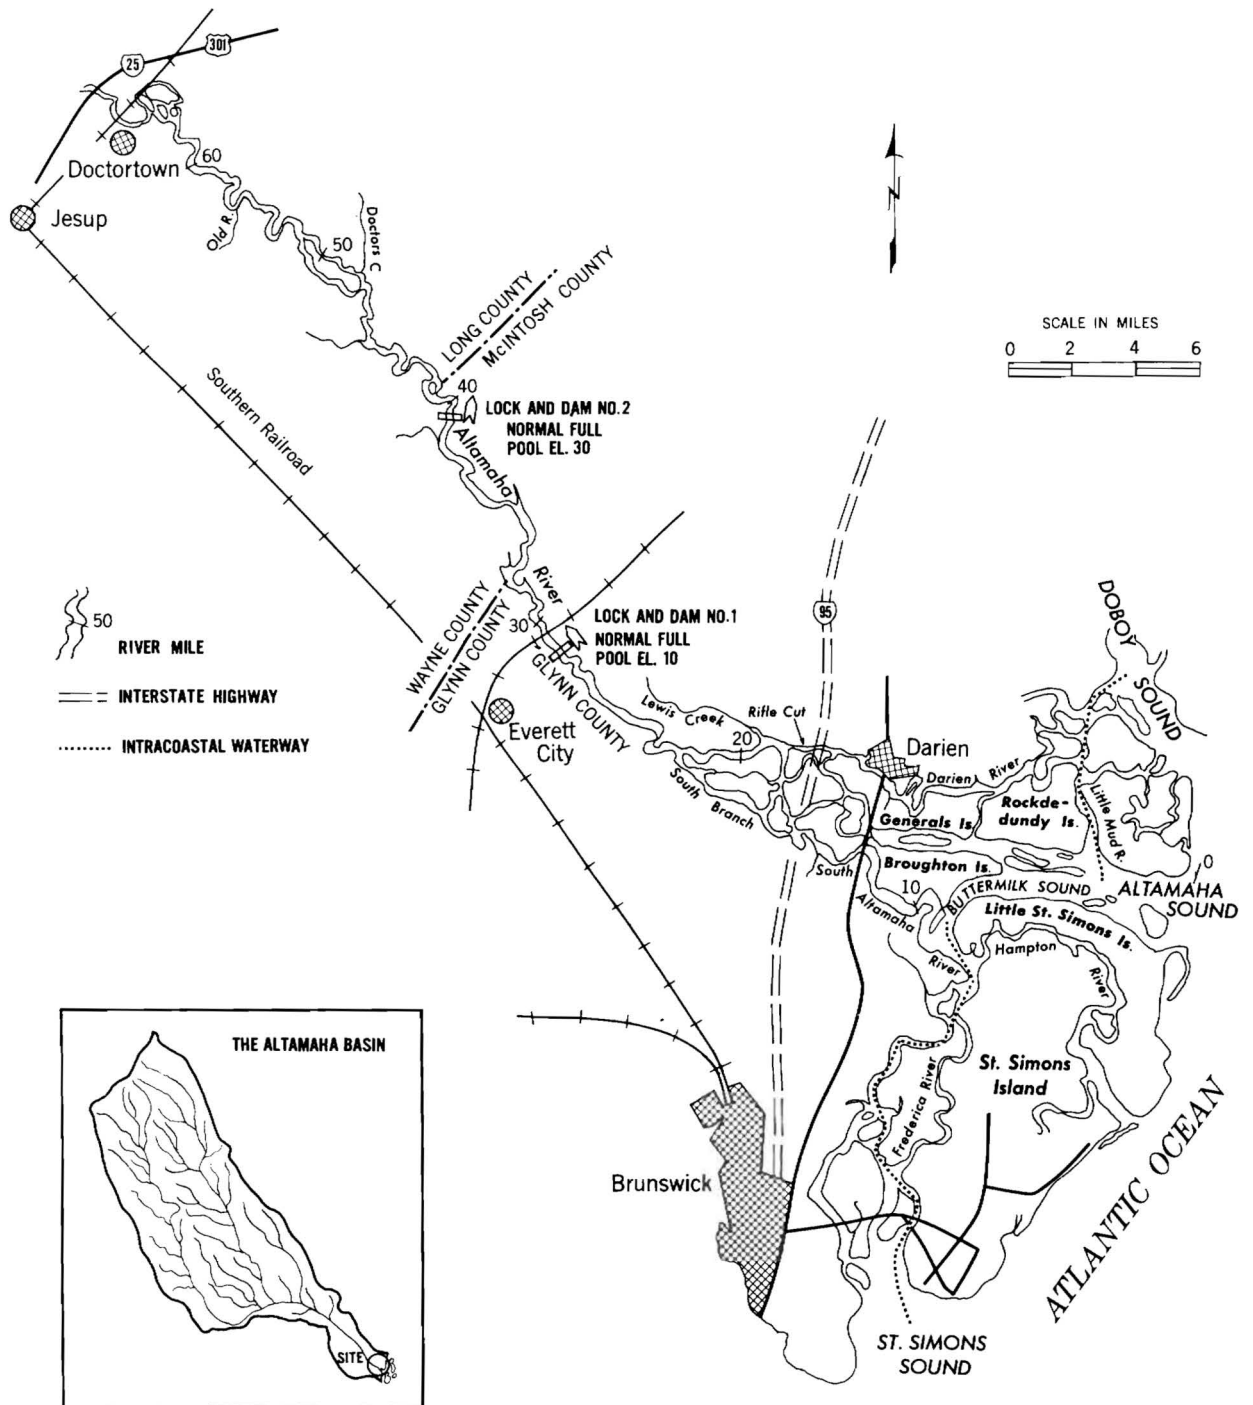 301
25
Doctortown
60
Jesup
Old R.
50
Doctors C
LONG COUNTY
McINTOSH COUNTY
N
SCALE IN MILES
0 2 4 6
40
LOCK AND DAM NO.2
NORMAL FULL
POOL EL. 30
Altamaha
River
Southern Railroad
50
RIVER MILE
INTERSTATE HIGHWAY
INTRACOASTAL WATERWAY
WAYNE COUNTY
GLYNN COUNTY
30
LOCK AND DAM NO.1
NORMAL FULL
POOL EL. 10
GLYNN COUNTY
Everett
City
95
DOBOY
SOUND
Lewis Creek
Rifle Cut
20
Darien
Darien River
South
Branch
Generals Is.
Rockde-
dundy Is.
Little Mud R.
Broughton Is.
South
Altamaha
River
10
BUTTERMILK SOUND
0
ALTAMAHA
SOUND
Little St. Simons Is.
Hampton
River
St. Simons
Island
Frederica River
Brunswick
ATLANTIC OCEAN
ST. SIMONS
SOUND
THE ALTAMAHA BASIN
SITE